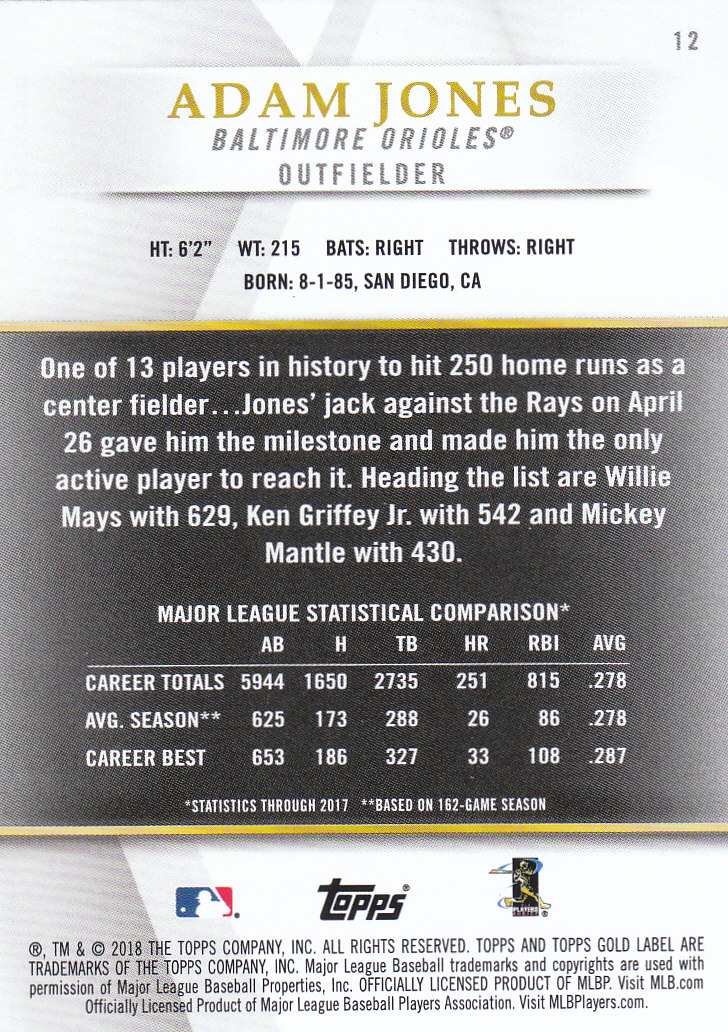 12
ADAM JONES
BALTIMORE ORIOLES®
OUTFIELDER
HT: 6'2" WT: 215 BATS: RIGHT THROWS: RIGHT
BORN: 8-1-85, SAN DIEGO, CA
One of 13 players in history to hit 250 home runs as a
center fielder...Jones' jack against the Rays on April
26 gave him the milestone and made him the only
active player to reach it. Heading the list are Willie
Mays with 629, Ken Griffey Jr. with 542 and Mickey
Mantle with 430.
MAJOR LEAGUE STATISTICAL COMPARISON*
AB H TB HR RBI AVG
CAREER TOTALS 5944 1650 2735 251 815 .278
AVG. SEASON** 625 173 288 26 86 .278
CAREER BEST 653 186 327 33 108 .287
*STATISTICS THROUGH 2017 **BASED ON 162-GAME SEASON
topps®
PLAYERS
®, TM & © 2018 THE TOPPS COMPANY, INC. ALL RIGHTS RESERVED. TOPPS AND TOPPS GOLD LABEL ARE
TRADEMARKS OF THE TOPPS COMPANY, INC. Major League Baseball trademarks and copyrights are used with
permission of Major League Baseball Properties, Inc. OFFICIALLY LICENSED PRODUCT OF MLBP. Visit MLB.com
Officially Licensed Product of Major League Baseball Players Association. Visit MLBPlayers.com.